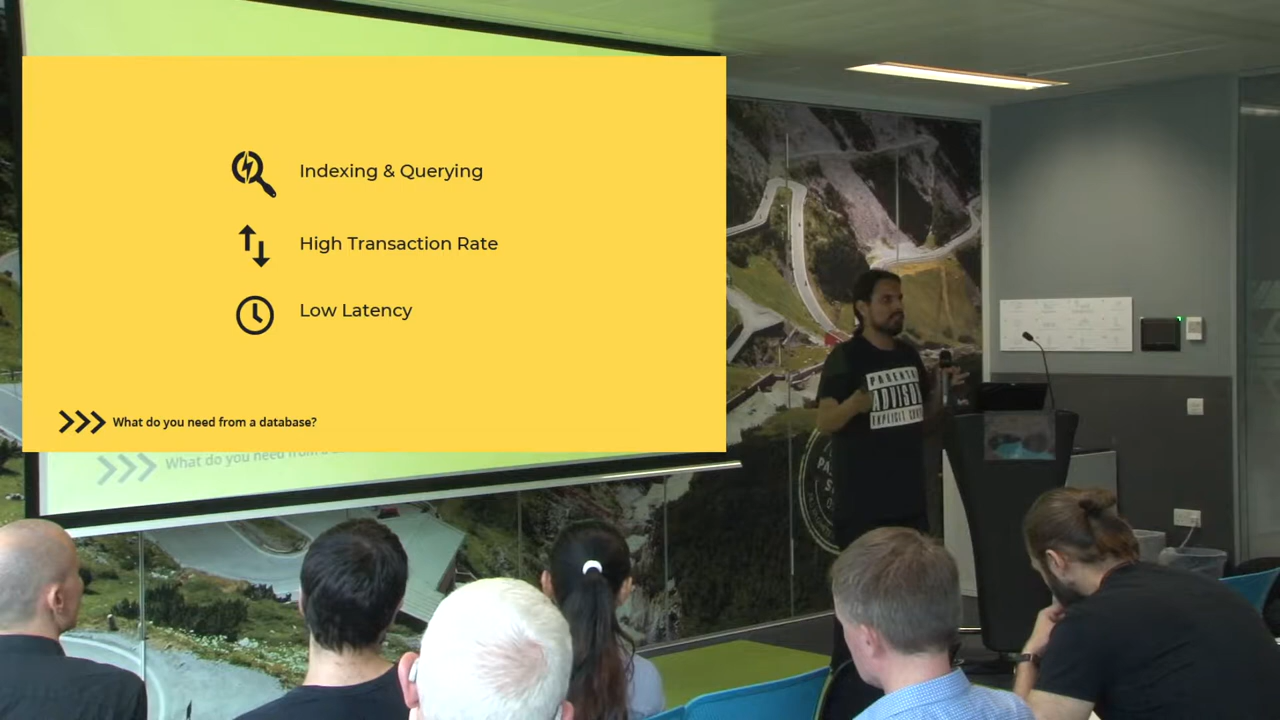 Indexing & Querying
High Transaction Rate
Low Latency
What do you need from a database?
What do you need from a
ADVISORY
EXPLICIT